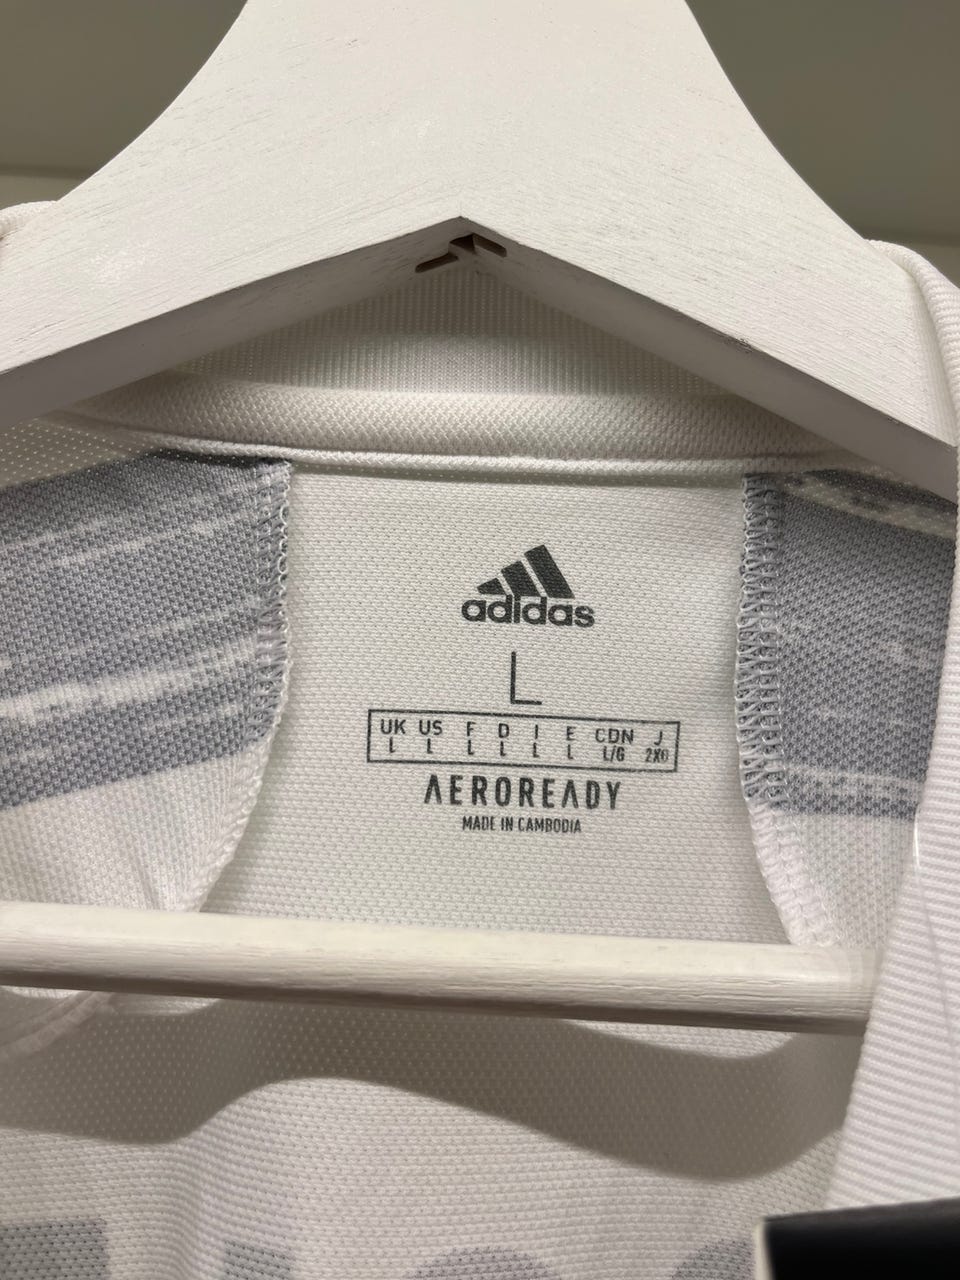 adidas
L
UK US F D I E CDN J
L L L L L L L/G 2XO
AEROREADY
MADE IN CAMBODIA